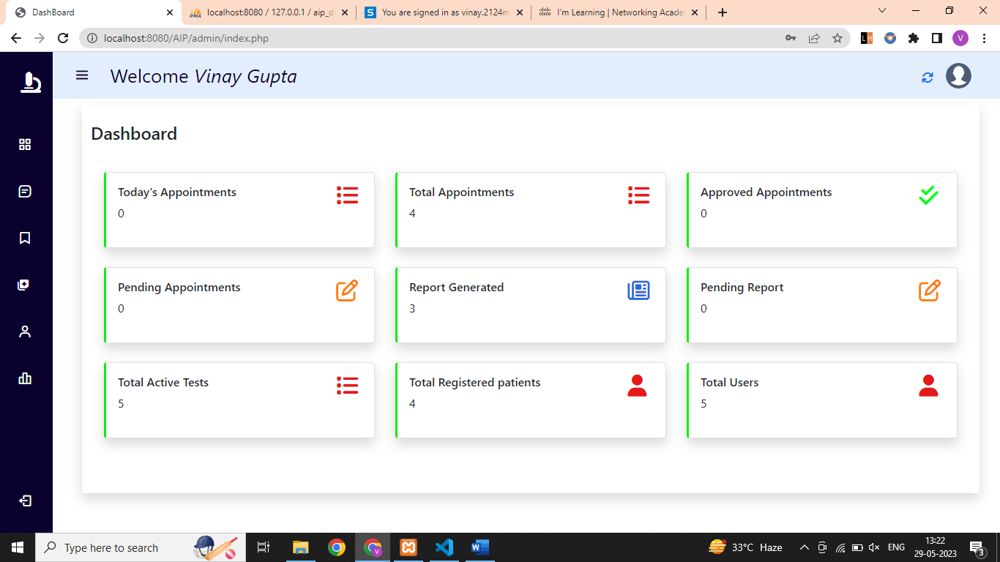 DashBoard
localhost:8080 / 127.0.0.1 / aip_d
You are signed in as vinay.2124m
I'm Learning | Networking Acade
localhost:8080/AIP/admin/index.php
V
Welcome Vinay Gupta
Dashboard
Today's Appointments
0
Total Appointments
4
Approved Appointments
0
Pending Appointments
0
Report Generated
3
Pending Report
0
Total Active Tests
5
Total Registered patients
4
Total Users
5
Type here to search
33°C Haze
ENG
13:22
29-05-2023
3